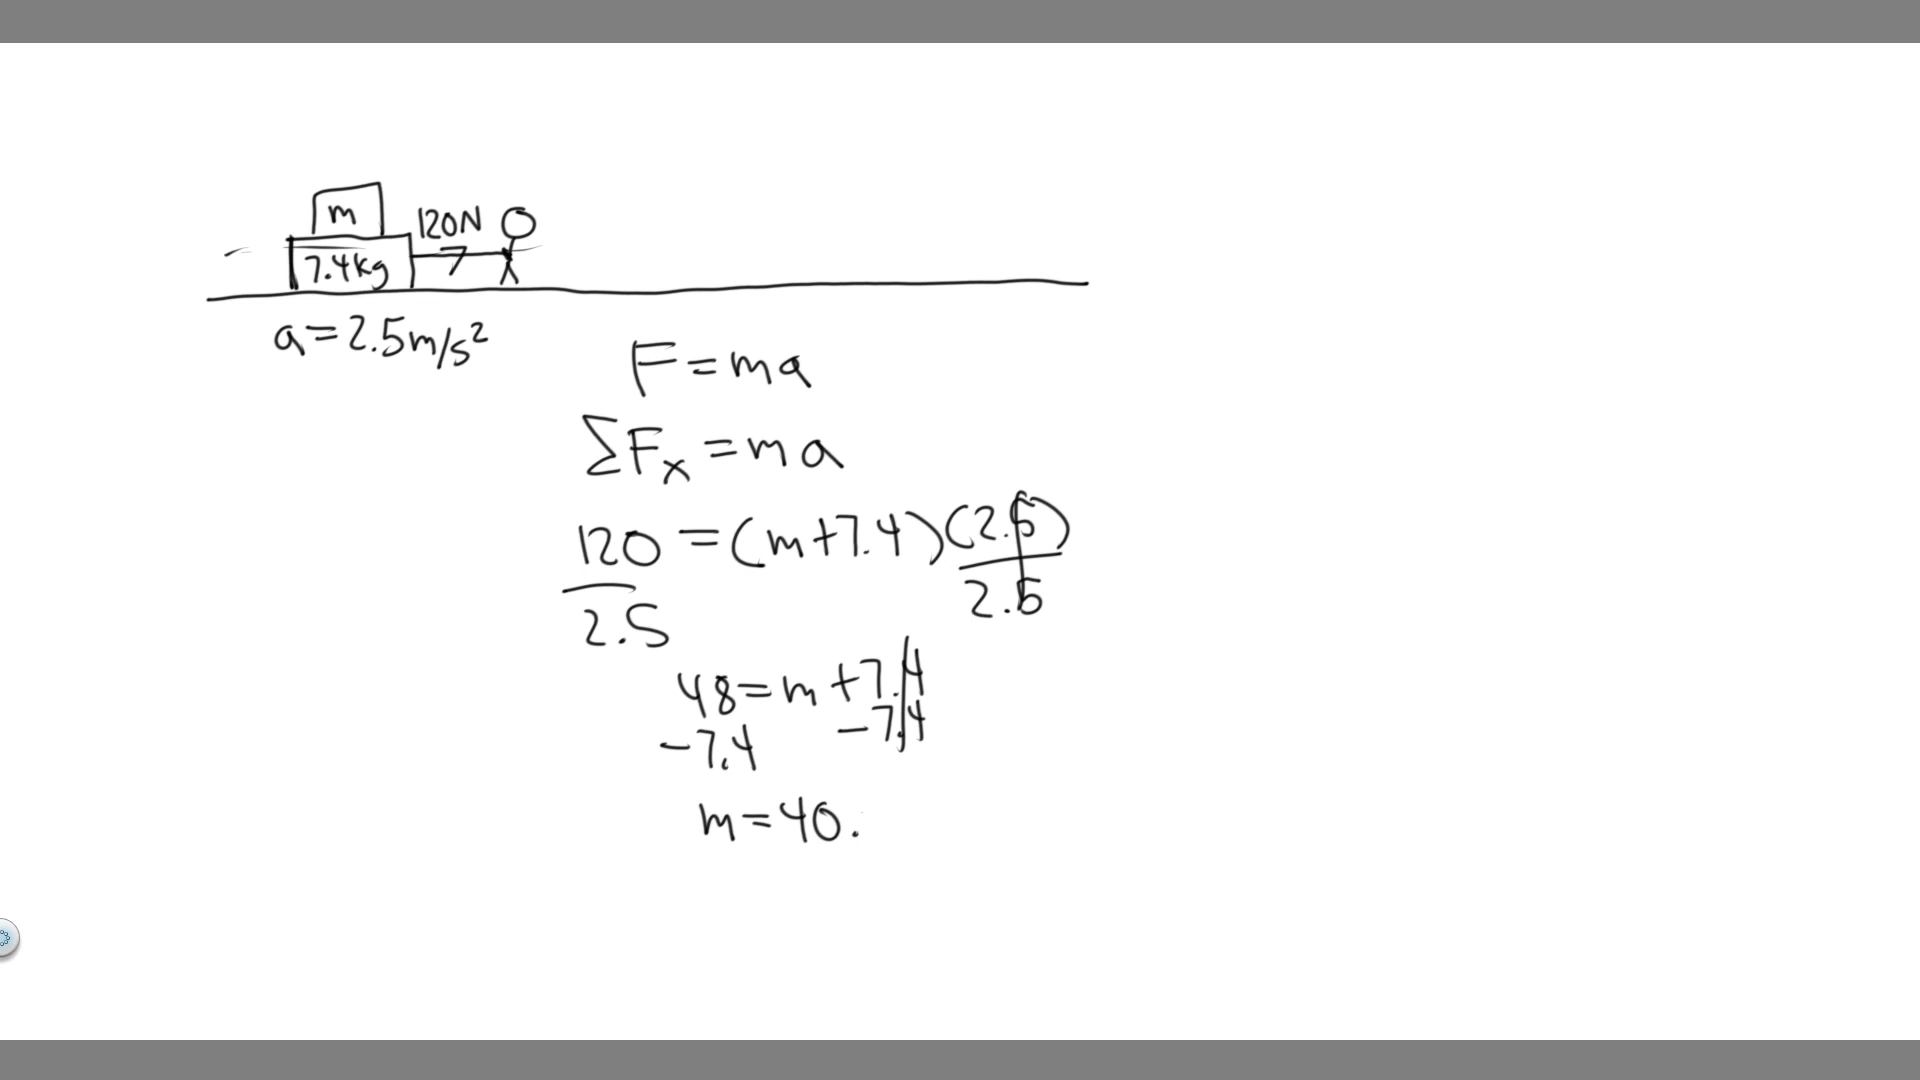 m
120N
7.4kg
a=2.5m/s²
F=ma
ΣFₓ=ma
120=(m+7.4)(2.5)
2.5 2.5
48=m+7.4
-7.4 -7.4
m=40.